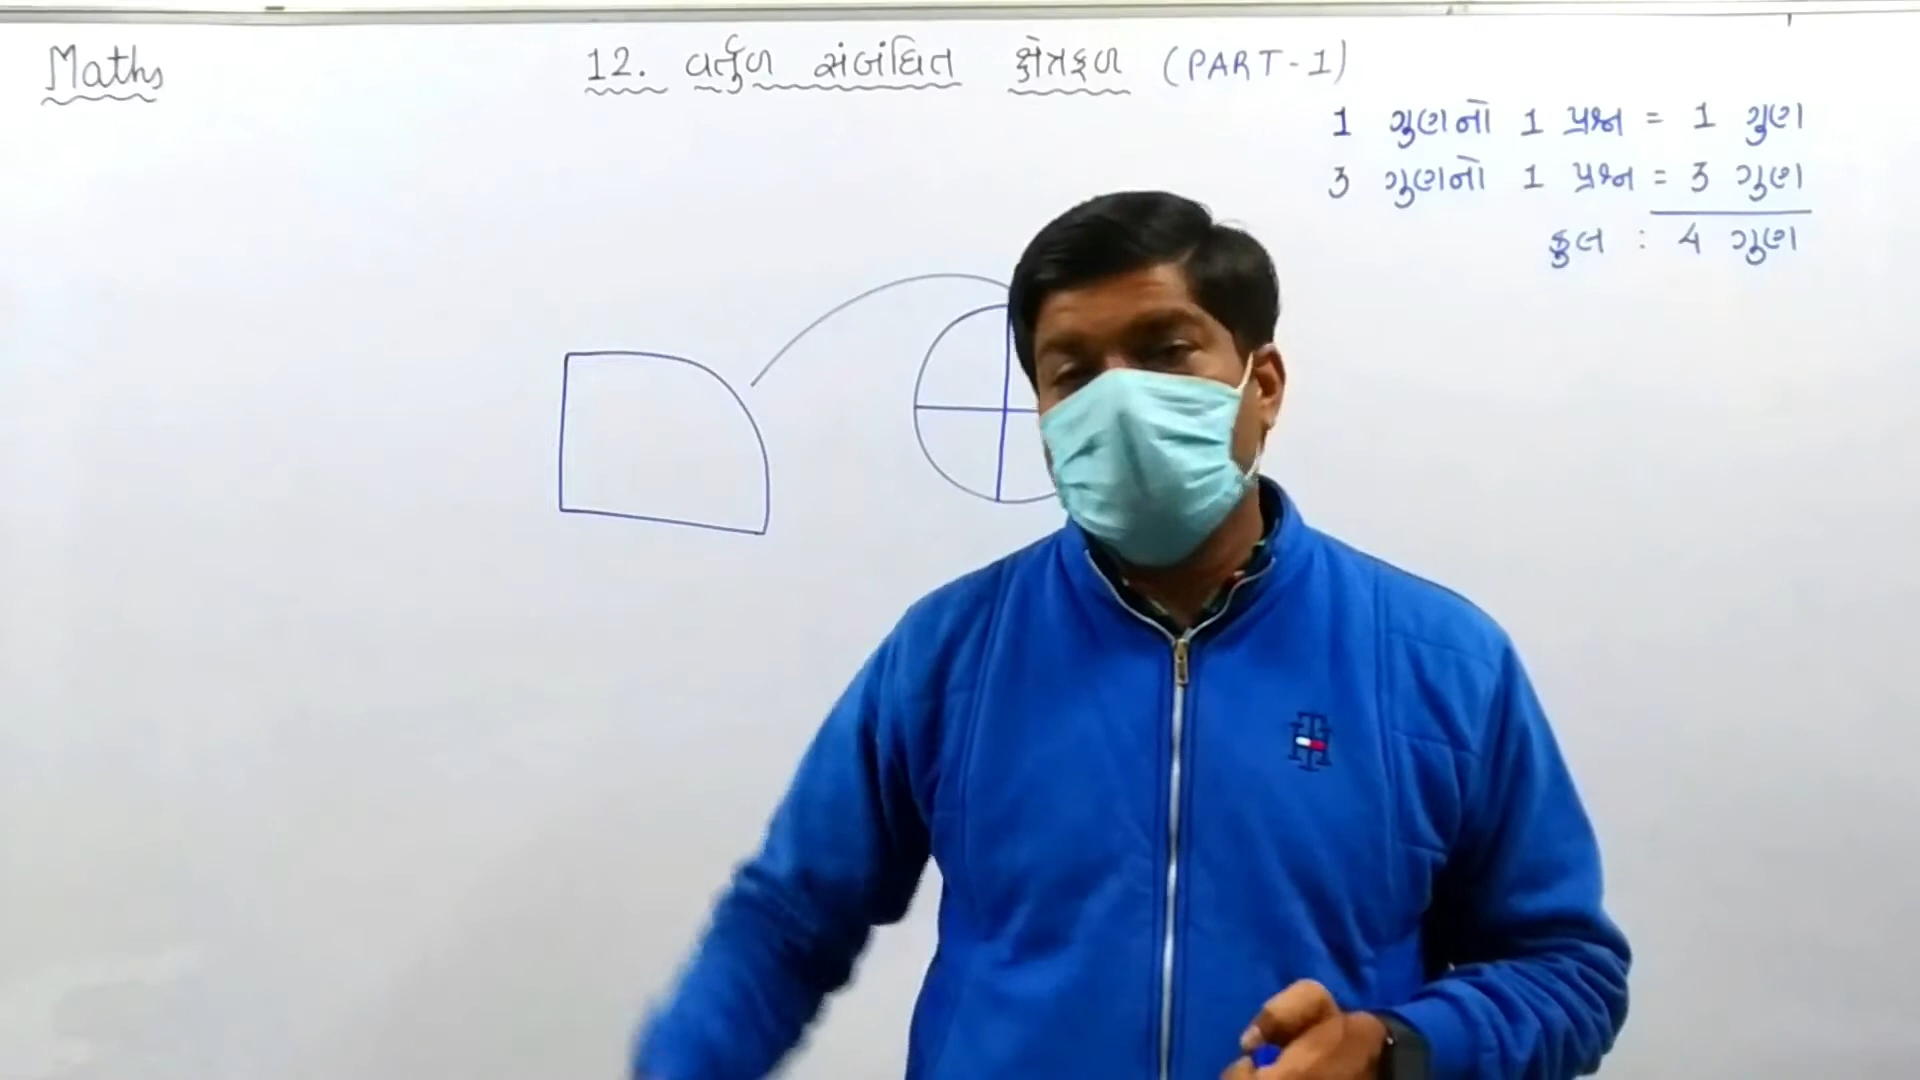 Maths
12. વર્તુળ સંબંધિત ક્ષેત્રફળ (PART-1)
1 ગુણનો 1 પ્રશ્ન = 1 ગુણ
3 ગુણનો 1 પ્રશ્ન = 3 ગુણ
કુલ : 4 ગુણ